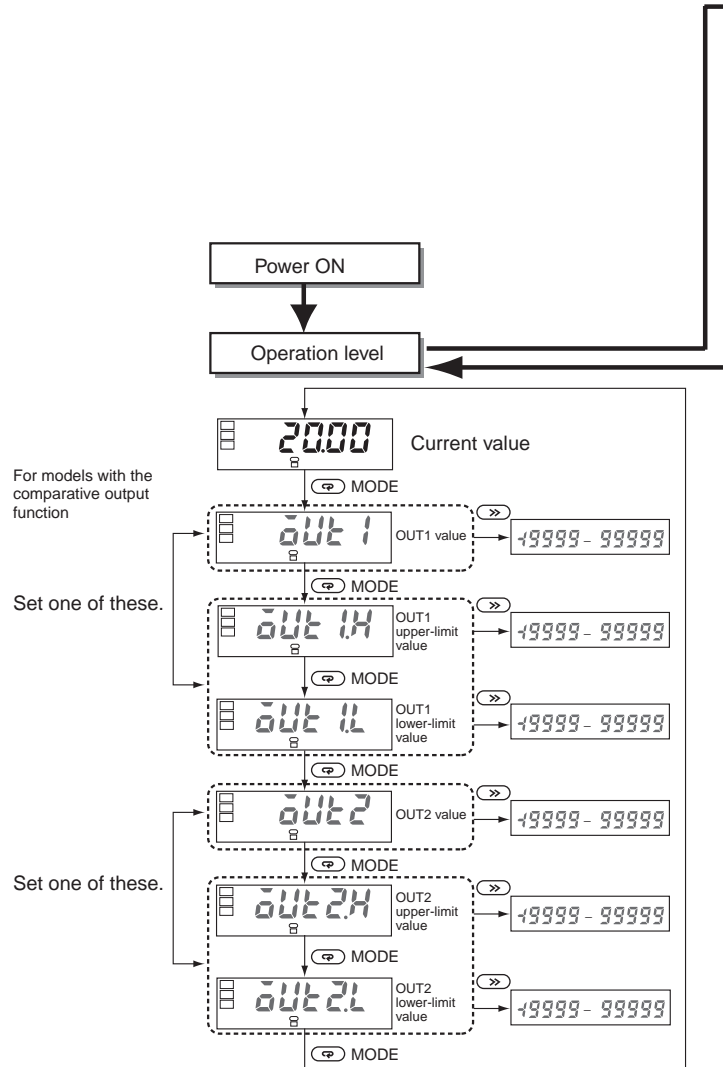 Power ON
Operation level
20.00
Current value
MODE
For models with the
comparative output
function
Set one of these.
OUt 1
OUT1 value
-19999 - 99999
MODE
OUt 1.H
OUT1
upper-limit
value
-19999 - 99999
MODE
OUt 1.L
OUT1
lower-limit
value
-19999 - 99999
MODE
Set one of these.
OUt2
OUT2 value
-19999 - 99999
MODE
OUt2.H
OUT2
upper-limit
value
-19999 - 99999
MODE
OUt2.L
OUT2
lower-limit
value
-19999 - 99999
MODE